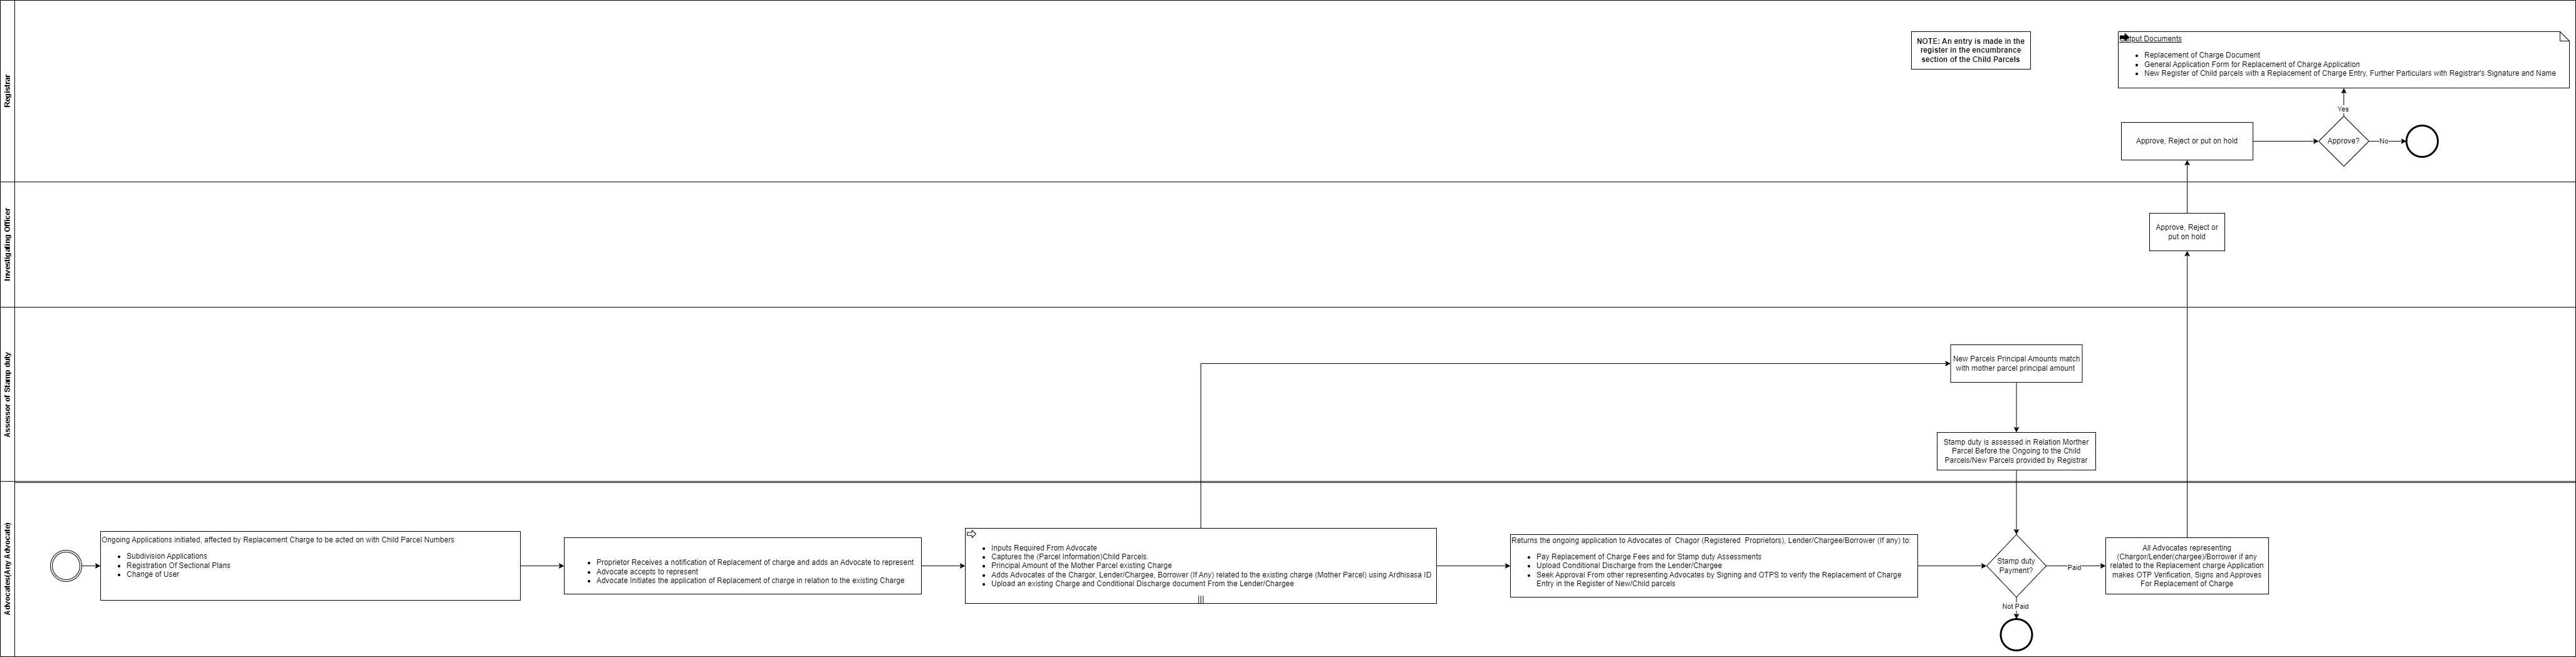 Registrar
NOTE: An entry is made in the
register in the encumbrance
section of the Child Parcels
tput Documents
Replacement of Charge Document
General Application Form for Replacement of Charge Application
New Register of Child parcels with a Replacement of Charge Entry, Further Particulars with Registrar's Signature and Name
Yes
Approve, Reject or put on hold
Approve?
No
Investigating Officer
Approve, Reject or
put on hold
Assessor of Stamp duty
New Parcels Principal Amounts match
with mother parcel principal amount
Stamp duty is assessed in Relation Morther
Parcel Before the Ongoing to the Child
Parcels/New Parcels provided by Registrar
Advocates(Any Advocate)
Ongoing Applications initiated, affected by Replacement Charge to be acted on with Child Parcel Numbers
Subdivision Applications
Registration Of Sectional Plans
Change of User
Proprietor Receives a notification of Replacement of charge and adds an Advocate to represent
Advocate accepts to represent
Advocate Initiates the application of Replacement of charge in relation to the existing Charge
Inputs Required From Advocate
Captures the (Parcel Information)Child Parcels.
Principal Amount of the Mother Parcel existing Charge
Adds Advocates of the Chargor, Lender/Chargee, Borrower (If Any) related to the existing charge (Mother Parcel) using Ardhisasa ID
Upload an existing Charge and Conditional Discharge document From the Lender/Chargee
Returns the ongoing application to Advocates of Chagor (Registered Proprietors), Lender/Chargee/Borrower (If any) to:
Pay Replacement of Charge Fees and for Stamp duty Assessments
Upload Conditional Discharge from the Lender/Chargee
Seek Approval From other representing Advocates by Signing and OTPS to verify the Replacement of Charge
Entry in the Register of New/Child parcels
Stamp duty
Payment?
Paid
Not Paid
All Advocates representing
(Chargor/Lender(chargee)/Borrower if any
related to the Replacement charge Application
makes OTP Verification, Signs and Approves
For Replacement of Charge